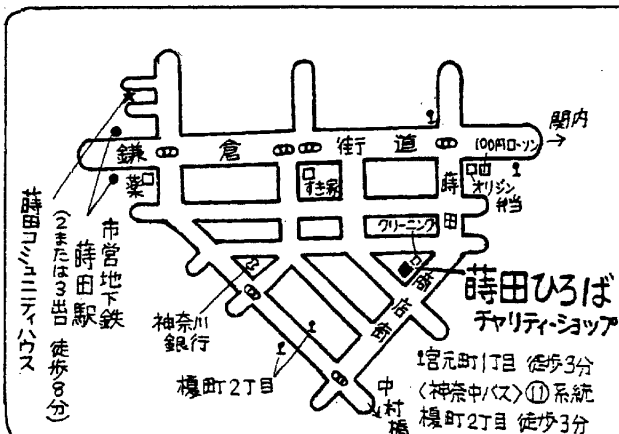 関内
100円ローソン
鎌倉街道
薬
すき家
オリジン
弁当
クリーニング
蒔田
商店街
蒔田ひろば
チャリティーショップ
蒔田コミュニティハウス
(2または3出 徒歩8分)
市営地下鉄
蒔田駅
神奈川
銀行
榎町2丁目
中村橋
宮元町1丁目 徒歩3分
〈神奈中バス〉⑪系統
榎町2丁目 徒歩3分